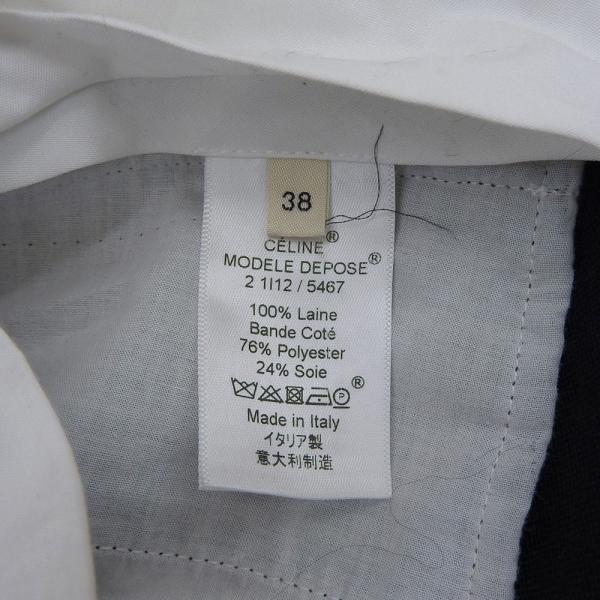 38
CÉLINE®
MODELE DEPOSE®
2 1I12 / 5467
100% Laine
Bande Coté
76% Polyester
24% Soie
P ®
Made in Italy
イタリア製
意大利制造